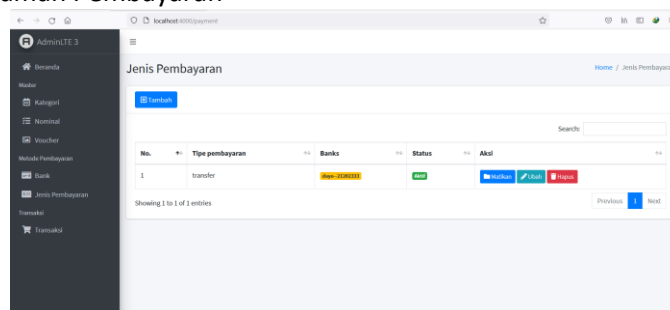 Pembayaran
localhost:4000/payment
AdminLTE 3
Beranda
Jenis Pembayaran
Home / Jenis Pembayara
Master
Kategori
Tambah
Nominal
Search:
Voucher
No. Tipe pembayaran Banks Status Aksi
Metode Pembayaran
Bank
1 transfer Aktif Matikan Ubah Hapus
Jenis Pembayaran
Showing 1 to 1 of 1 entries
Previous 1 Next
Transaksi
Transaksi